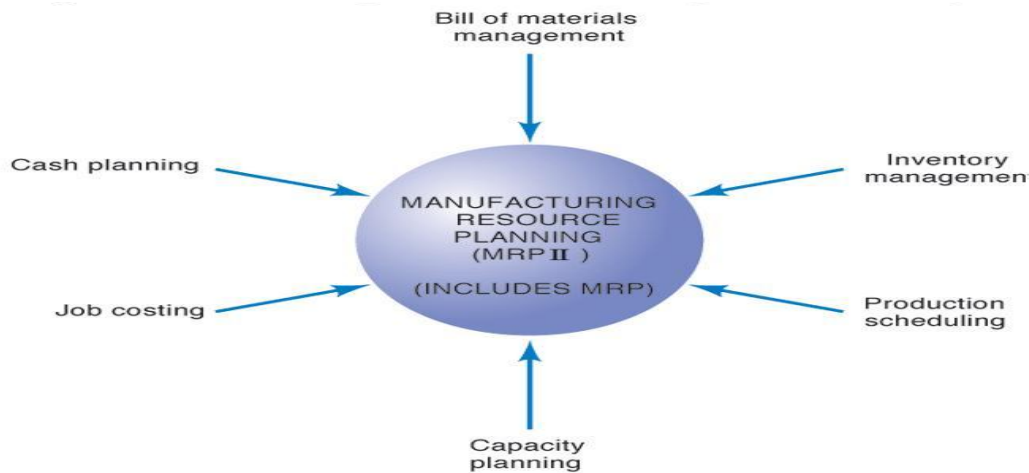 Bill of materials
management
Cash planning
Inventory
management
MANUFACTURING
RESOURCE
PLANNING
(MRP II )
(INCLUDES MRP)
Job costing
Production
scheduling
Capacity
planning